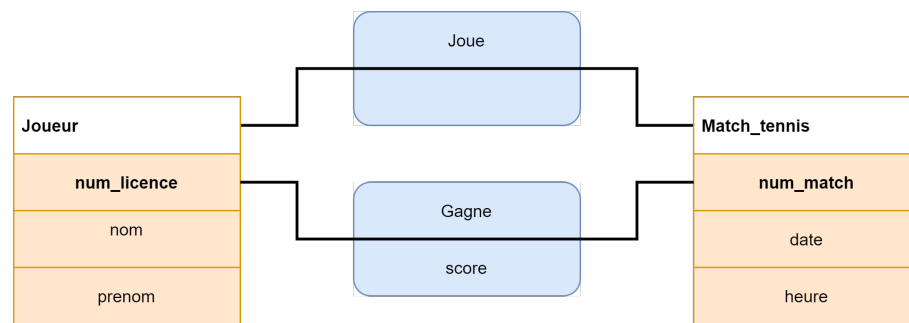 Joue
Joueur
num_licence
nom
prenom
Gagne
score
Match_tennis
num_match
date
heure